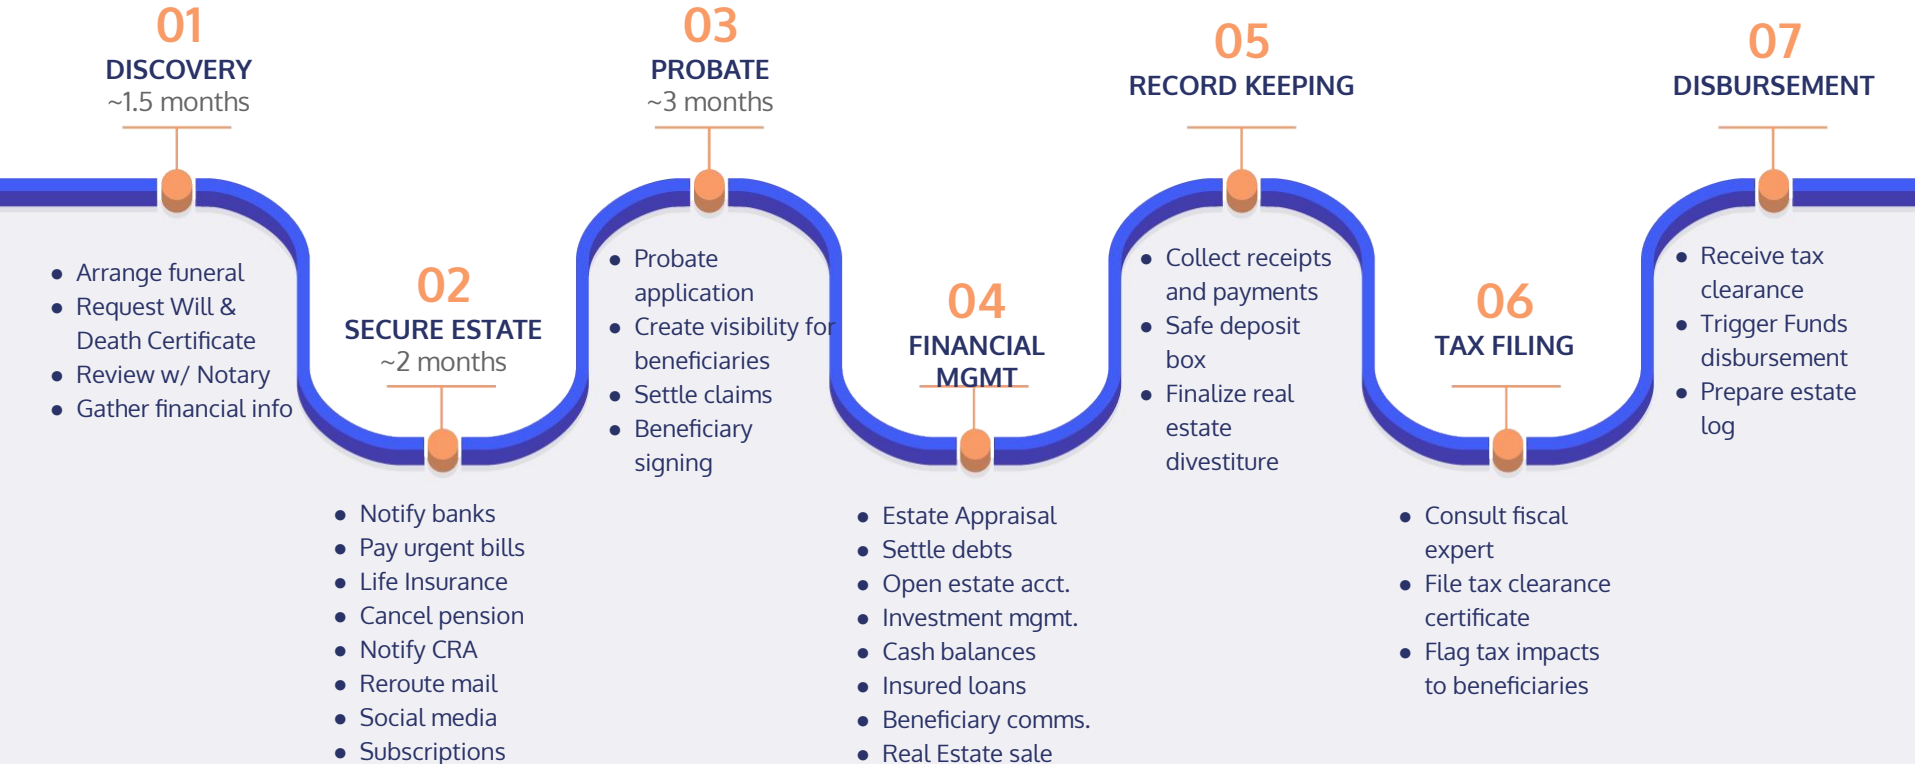 01
DISCOVERY
~1.5 months
● Arrange funeral
● Request Will &
Death Certificate
● Review w/ Notary
● Gather financial info
02
SECURE ESTATE
~2 months
● Notify banks
● Pay urgent bills
● Life Insurance
● Cancel pension
● Notify CRA
● Reroute mail
● Social media
● Subscriptions
03
PROBATE
~3 months
● Probate
application
● Create visibility for
beneficiaries
● Settle claims
● Beneficiary
signing
04
FINANCIAL
MGMT
● Estate Appraisal
● Settle debts
● Open estate acct.
● Investment mgmt.
● Cash balances
● Insured loans
● Beneficiary comms.
● Real Estate sale
05
RECORD KEEPING
● Collect receipts
and payments
● Safe deposit
box
● Finalize real
estate
divestiture
06
TAX FILING
● Consult fiscal
expert
● File tax clearance
certificate
● Flag tax impacts
to beneficiaries
07
DISBURSEMENT
● Receive tax
clearance
● Trigger Funds
disbursement
● Prepare estate
log